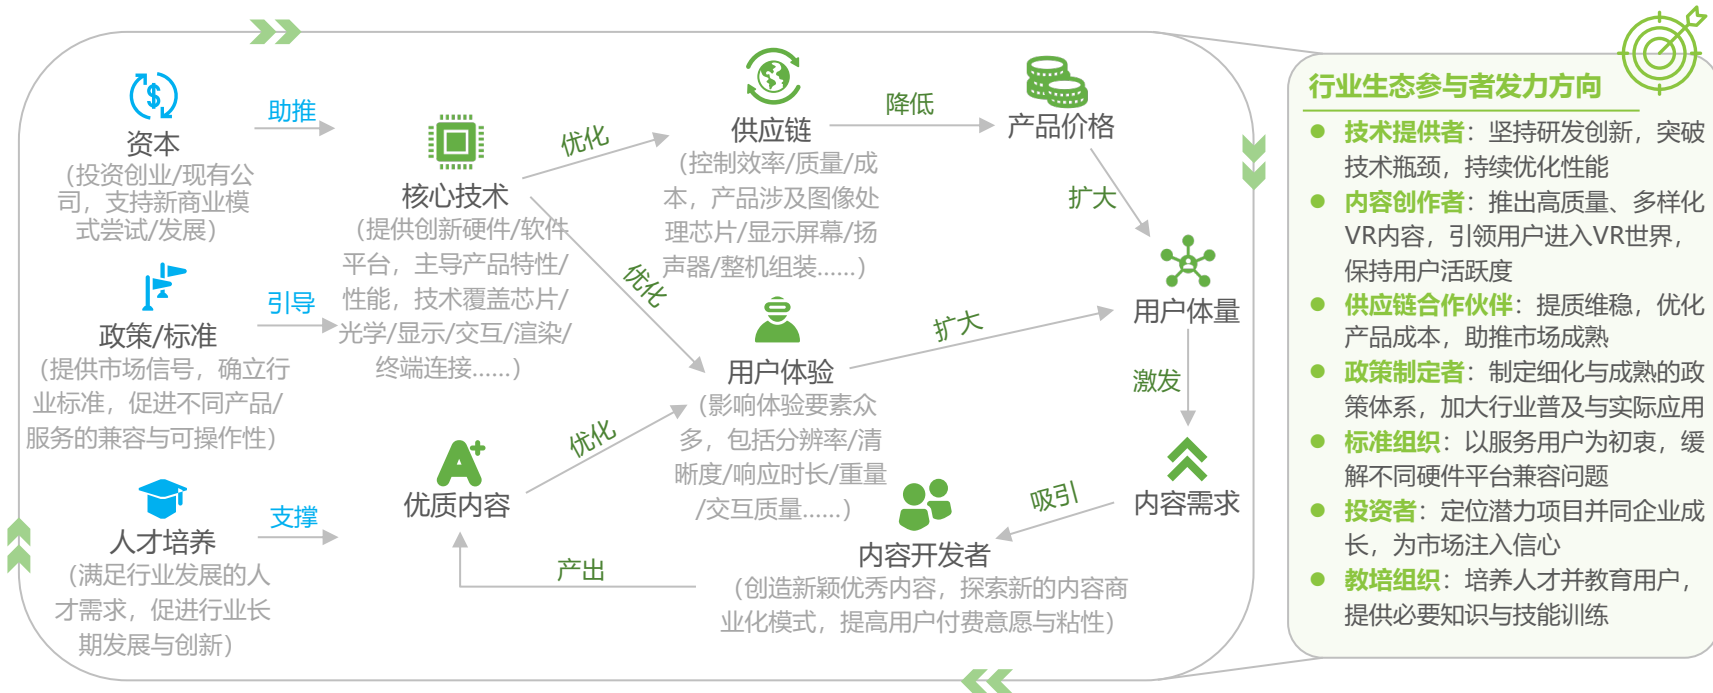 资本
（投资创业/现有公
司，支持新商业模
式尝试/发展）
助推
政策/标准
（提供市场信号，确立行
业标准，促进不同产品/
服务的兼容与可操作性）
引导
人才培养
（满足行业发展的人
才需求，促进行业长
期发展与创新）
支撑
核心技术
（提供创新硬件/软件
平台，主导产品特性/
性能，技术覆盖芯片/
光学/显示/交互/渲染/
终端连接......）
优化
优化
供应链
（控制效率/质量/成
本，产品涉及图像处
理芯片/显示屏幕/扬
声器/整机组装......）
降低
产品价格
扩大
用户体验
（影响体验要素众
多，包括分辨率/清
晰度/响应时长/重量
/交互质量......）
扩大
用户体量
激发
内容需求
吸引
内容开发者
（创造新颖优秀内容，探索新的内容商
业化模式，提高用户付费意愿与粘性）
产出
A+
优质内容
优化
行业生态参与者发力方向
● 技术提供者：坚持研发创新，突破
技术瓶颈，持续优化性能
● 内容创作者：推出高质量、多样化
VR内容，引领用户进入VR世界，
保持用户活跃度
● 供应链合作伙伴：提质维稳，优化
产品成本，助推市场成熟
● 政策制定者：制定细化与成熟的政
策体系，加大行业普及与实际应用
● 标准组织：以服务用户为初衷，缓
解不同硬件平台兼容问题
● 投资者：定位潜力项目并同企业成
长，为市场注入信心
● 教培组织：培养人才并教育用户，
提供必要知识与技能训练